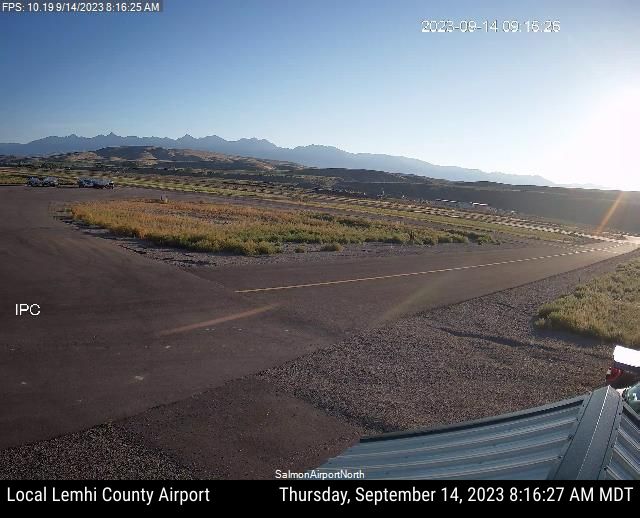 FPS: 10.19 9/14/2023 8:16:25 AM
2023-09-14 09:15:26
IPC
SalmonAirportNorth
Local Lemhi County Airport
Thursday, September 14, 2023 8:16:27 AM MDT